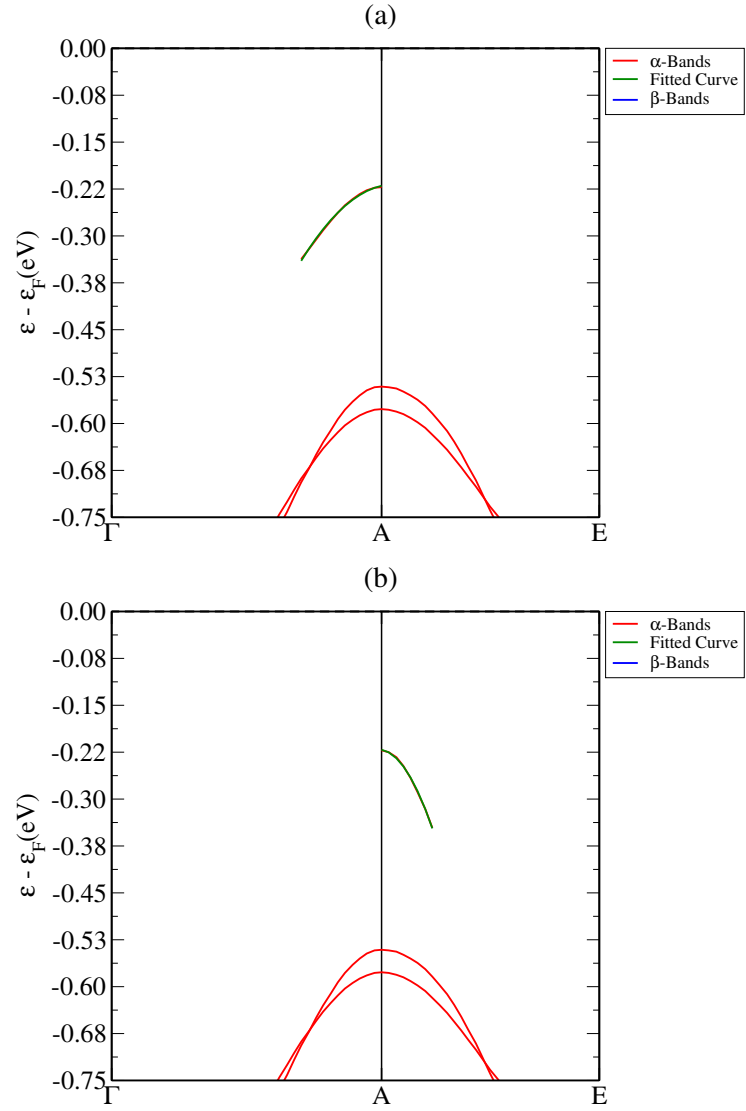 (a)
0.00
-0.08
-0.15
-0.22
-0.30
-0.38
-0.45
-0.53
-0.60
-0.68
-0.75
ε - ε_F(eV)
Γ A E
α-Bands
Fitted Curve
β-Bands
(b)
0.00
-0.08
-0.15
-0.22
-0.30
-0.38
-0.45
-0.53
-0.60
-0.68
-0.75
ε - ε_F(eV)
Γ A E
α-Bands
Fitted Curve
β-Bands